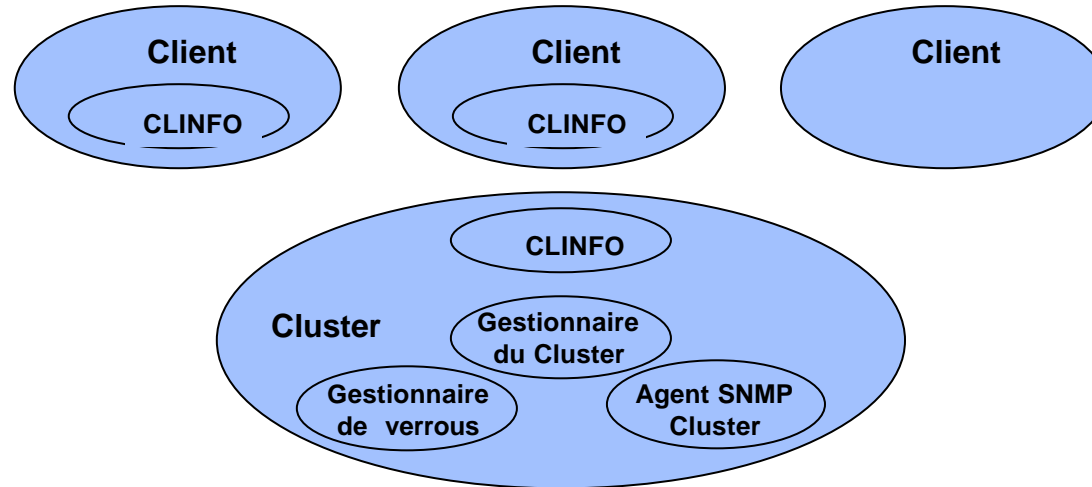 Client
Client
Client
CLINFO
CLINFO
CLINFO
Cluster
Gestionnaire
du Cluster
Gestionnaire
de verrous
Agent SNMP
Cluster